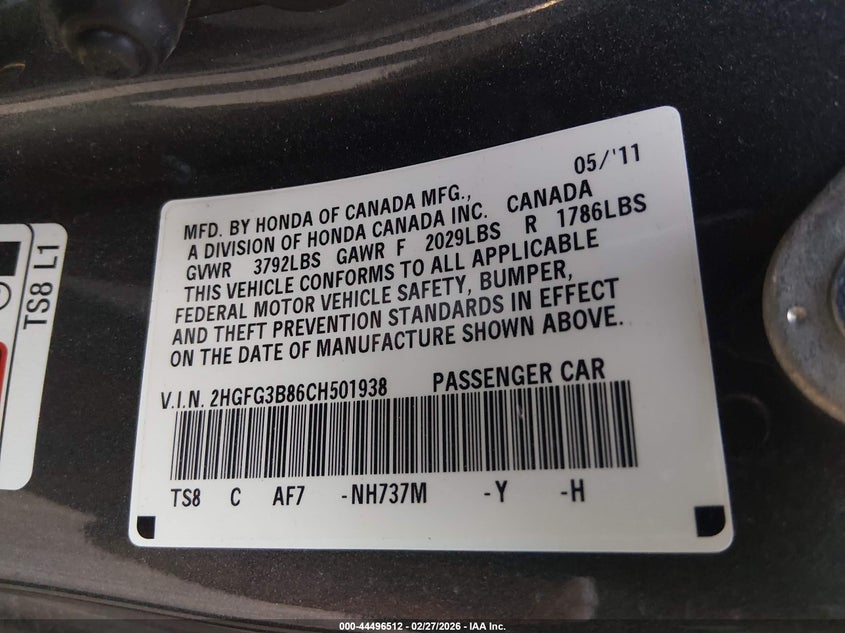 05/'11
MFD. BY HONDA OF CANADA MFG.,
A DIVISION OF HONDA CANADA INC. CANADA
GVWR 3792LBS GAWR F 2029LBS R 1786LBS
THIS VEHICLE CONFORMS TO ALL APPLICABLE
FEDERAL MOTOR VEHICLE SAFETY, BUMPER,
AND THEFT PREVENTION STANDARDS IN EFFECT
ON THE DATE OF MANUFACTURE SHOWN ABOVE.
V.I.N. 2HGFG3B86CH501938 PASSENGER CAR
TS8 C AF7 -NH737M -Y -H
TS8 L1
000-44496512 - 02/27/2026 - IAA Inc.